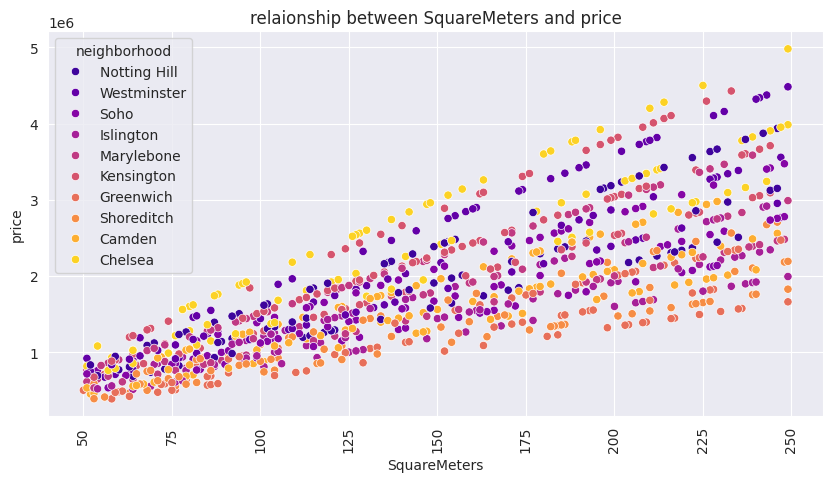 relaionship between SquareMeters and price
1e6
neighborhood
Notting Hill
Westminster
Soho
Islington
Marylebone
Kensington
Greenwich
Shoreditch
Camden
Chelsea
5
4
3
2
1
price
50 75 100 125 150 175 200 225 250
SquareMeters